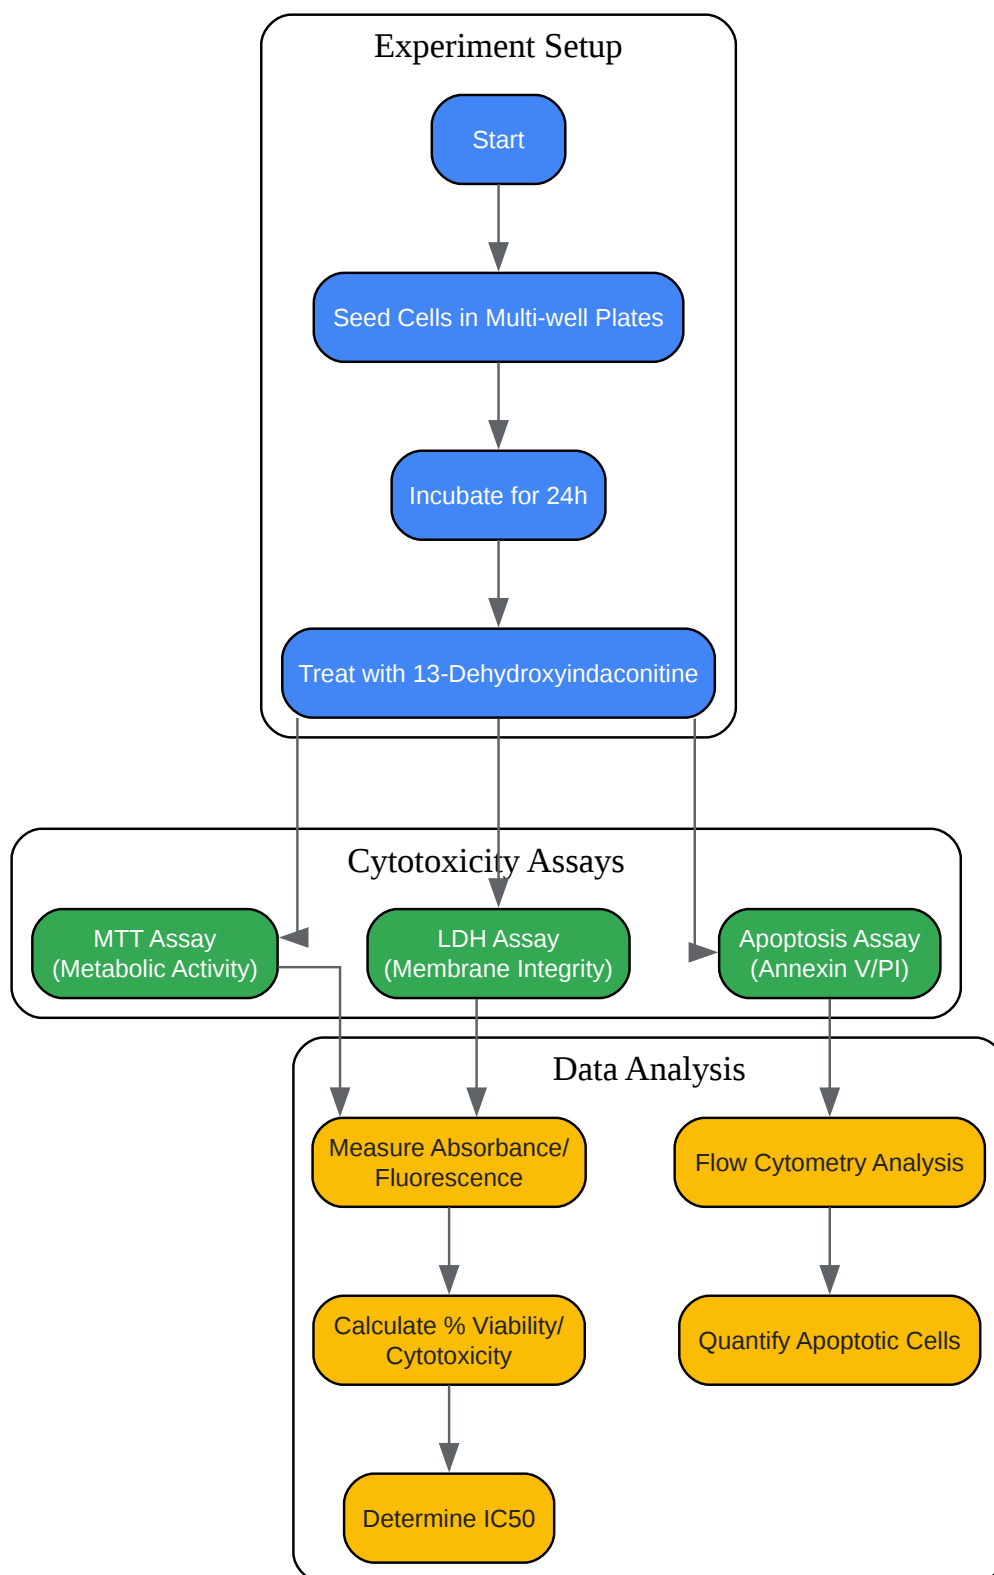 Experiment Setup
Start
Seed Cells in Multi-well Plates
Incubate for 24h
Treat with 13-Dehydroxyindaconitine
Cytotoxicity Assays
MTT Assay
(Metabolic Activity)
LDH Assay
(Membrane Integrity)
Apoptosis Assay
(Annexin V/PI)
Data Analysis
Measure Absorbance/
Fluorescence
Flow Cytometry Analysis
Calculate % Viability/
Cytotoxicity
Quantify Apoptotic Cells
Determine IC50